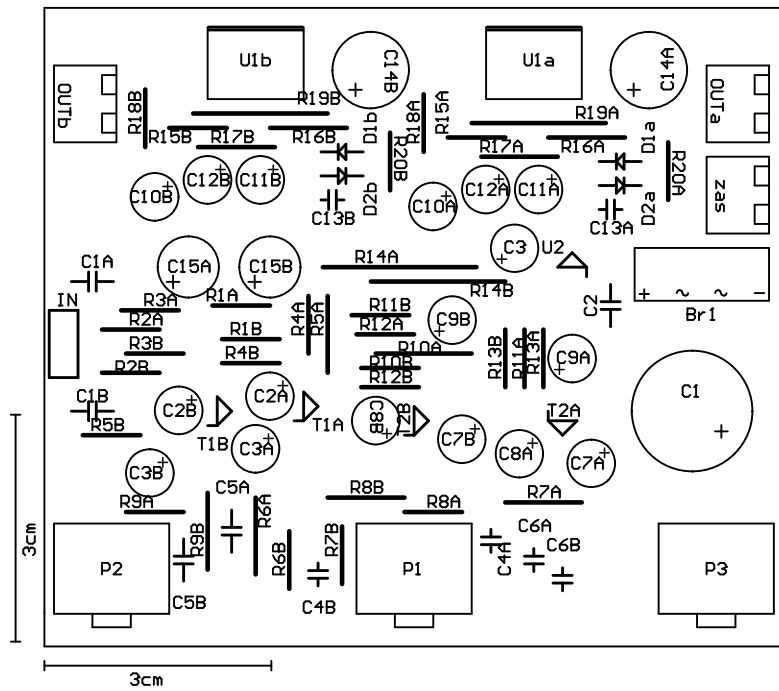 U1b
C14B
U1a
C14A
OUTb
R18B
R19B
D1b
R18A
R15A
R19A
D1a
OUTa
R15B
R17B
R16B
R20B
R17A
R16A
R20A
C10B
C12B
C11B
D2b
C13B
C10A
C12A
C11A
D2a
C13A
zas
C1A
C15A
C15B
R14A
C3
U2
R14B
C2
+ ~ ~ -
Br1
IN
R3A
R1A
R4A
R5A
R11B
C9B
R2A
R12A
R1B
R3B
R10A
R13B
R11A
R13A
C9A
R4B
R10B
R2B
R12B
C1
C1B
C2B
C2A
C8B
T2B
T2A
R5B
T1B
T1A
C7B
C3A
C8A
C7A
C3B
R9A
C5A
R6A
R8B
R8A
R7A
R9B
R6B
R7B
C4A
C6A
C6B
P2
P1
P3
C5B
C4B
3cm
3cm